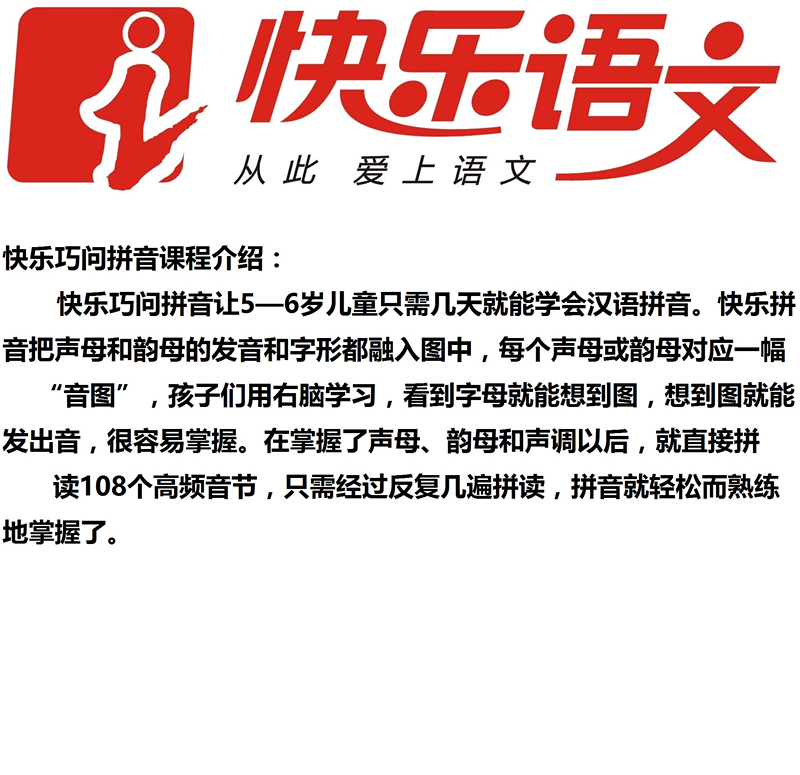 快乐语文
从此 爱上语文
快乐巧问拼音课程介绍：
快乐巧问拼音让5—6岁儿童只需几天就能学会汉语拼音。快乐拼
音把声母和韵母的发音和字形都融入图中，每个声母或韵母对应一幅
“音图”，孩子们用右脑学习，看到字母就能想到图，想到图就能
发出音，很容易掌握。在掌握了声母、韵母和声调以后，就直接拼
读108个高频音节，只需经过反复几遍拼读，拼音就轻松而熟练
地掌握了。